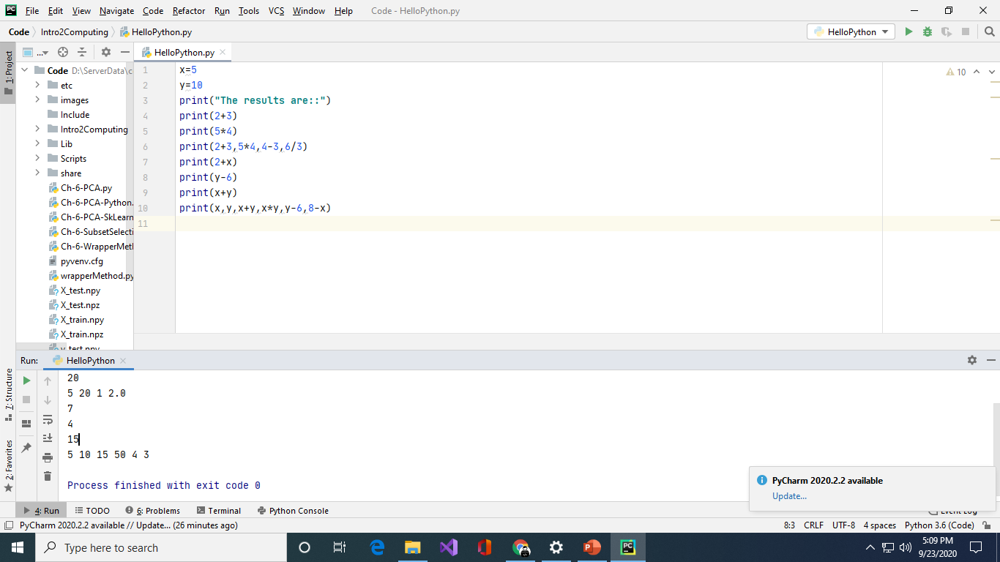 File Edit View Navigate Code Refactor Run Tools VCS Window Help Code - HelloPython.py
Code Intro2Computing HelloPython.py HelloPython
1: Project
... HelloPython.py
Code D:\ServerData\c
etc
images
Include
Intro2Computing
Lib
Scripts
share
Ch-6-PCA.py
Ch-6-PCA-Python.
Ch-6-PCA-SkLearn
Ch-6-SubsetSelecti
Ch-6-WrapperMeth
pyvenv.cfg
wrapperMethod.py
X_test.npy
X_test.npz
X_train.npy
X_train.npz
y_test.npy
1 x=5
2 y=10
3 print("The results are::")
4 print(2+3)
5 print(5*4)
6 print(2+3,5*4,4-3,6/3)
7 print(2+x)
8 print(y-6)
9 print(x+y)
10 print(x,y,x+y,x*y,y-6,8-x)
11
10
Run: HelloPython
7: Structure
2: Favorites
20
5 20 1 2.0
7
4
15
5 10 15 50 4 3
Process finished with exit code 0
PyCharm 2020.2.2 available
Update...
4: Run TODO 6: Problems Terminal Python Console Event Log
PyCharm 2020.2.2 available // Update... (26 minutes ago) 8:3 CRLF UTF-8 4 spaces Python 3.6 (Code)
Type here to search
5:09 PM
9/23/2020